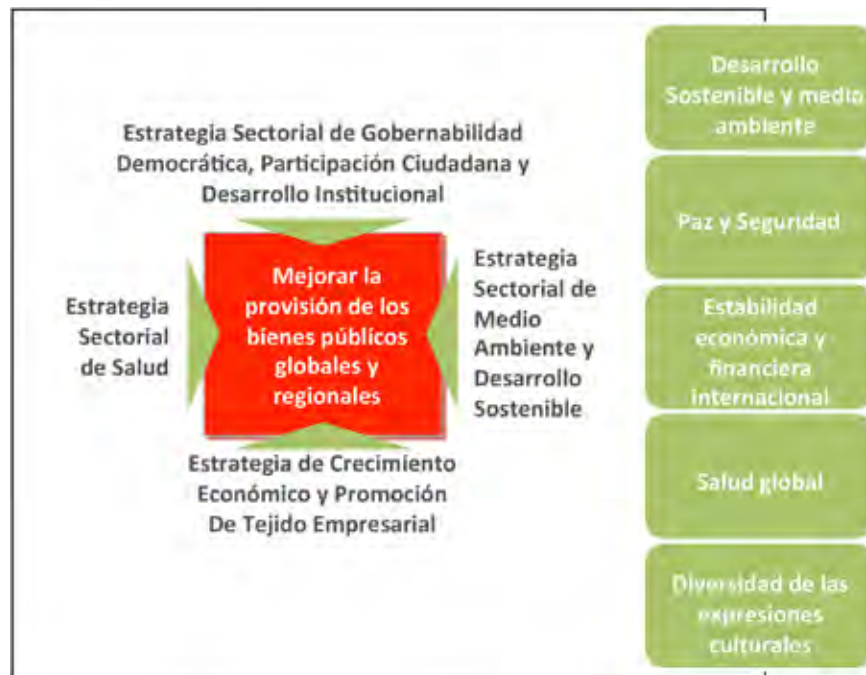 Estrategia Sectorial de Gobernabilidad
Democrática, Participación Ciudadana y
Desarrollo Institucional
Estrategia
Sectorial
de Salud
Mejorar la
provisión de los
bienes públicos
globales y
regionales
Estrategia
Sectorial de
Medio
Ambiente y
Desarrollo
Sostenible
Estrategia de Crecimiento
Económico y Promoción
De Tejido Empresarial
Desarrollo
Sostenible y medio
ambiente
Paz y Seguridad
Estabilidad
económica y
financiera
internacional
Salud global
Diversidad de las
expresiones
culturales